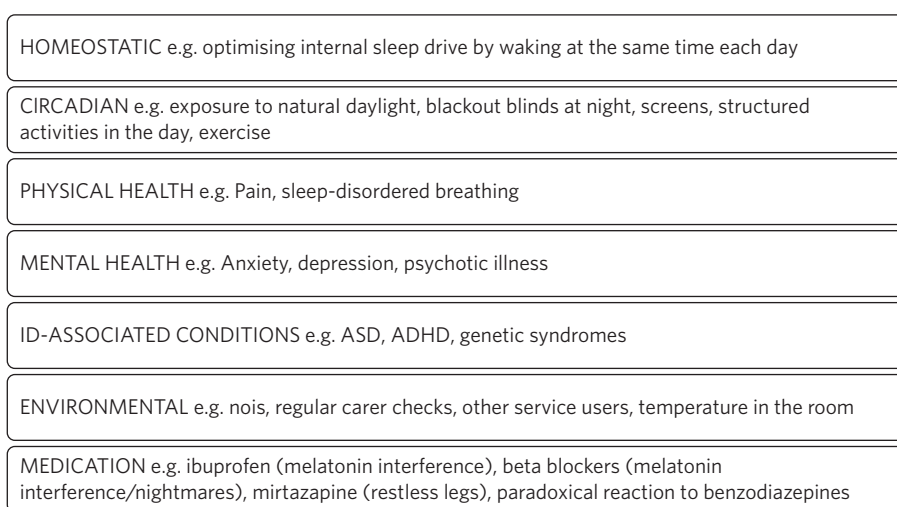 HOMEOSTATIC e.g. optimising internal sleep drive by waking at the same time each day
CIRCADIAN e.g. exposure to natural daylight, blackout blinds at night, screens, structured
activities in the day, exercise
PHYSICAL HEALTH e.g. Pain, sleep-disordered breathing
MENTAL HEALTH e.g. Anxiety, depression, psychotic illness
ID-ASSOCIATED CONDITIONS e.g. ASD, ADHD, genetic syndromes
ENVIRONMENTAL e.g. nois, regular carer checks, other service users, temperature in the room
MEDICATION e.g. ibuprofen (melatonin interference), beta blockers (melatonin
interference/nightmares), mirtazapine (restless legs), paradoxical reaction to benzodiazepines